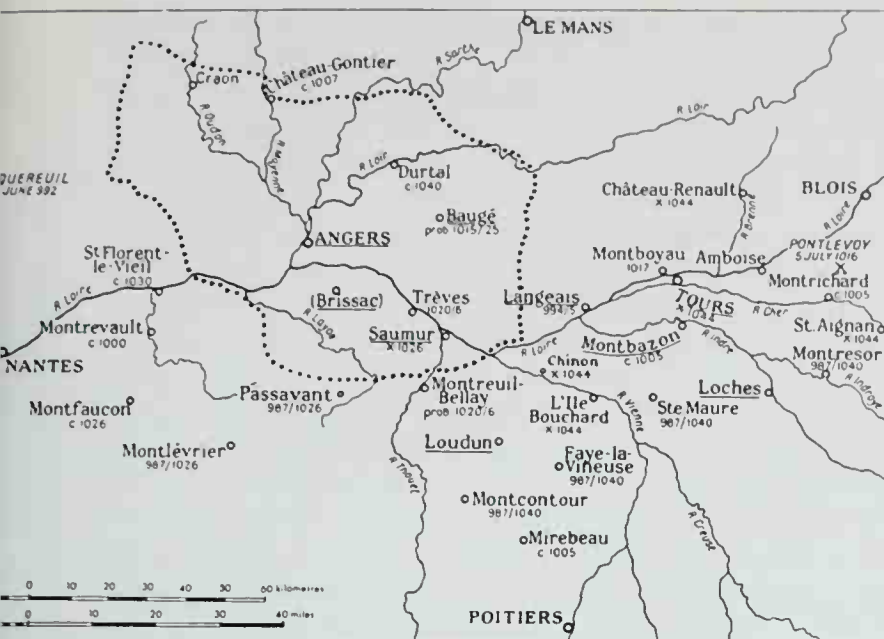 LE MANS
Craon
Château-Gontier
c 1007
R Sarthe
R Oudon
R Mayenne
R Loir
R Loir
Durtal
c 1040
QUEREUIL
JUNE 992
Baugé
prob 1015/25
Château-Renault
x 1044
R Brenne
BLOIS
R Loire
ANGERS
St Florent-
le-Vieil
c 1030
Montboyau
1017
Amboise
PONTLEVOY
5 JULY 1016
X
Montrichard
c 1005
(Brissac)
Trèves
1020/6
Langeais
994/5
TOURS
x 1044
R Cher
R Loire
R Layon
Saumur
x 1026
Montbazon
c 1005
R Indre
St. Aignan
x 1044
Montrevault
c 1000
NANTES
R Loire
Chinon
x 1044
Montresor
987/1040
R Indroye
Passavant
987/1026
Montreuil-
Bellay
prob 1020/6
R Vienne
L'Ile
Bouchard
x 1044
Ste Maure
987/1040
Loches
Montfaucon
c 1026
Montlévrier
987/1026
Loudun
Faye-la-
Vineuse
987/1040
R Thouet
Montcontour
987/1040
R Creuse
Mirebeau
c 1005
0 10 20 30 40 50 60 kilometres
0 10 20 30 40 miles
POITIERS